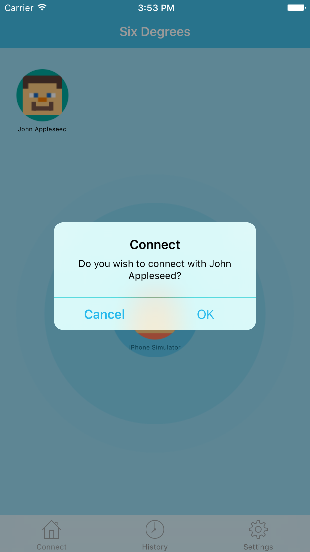 Carrier 3:53 PM
Six Degrees
John Appleseed
Connect
Do you wish to connect with John
Appleseed?
Cancel OK
iPhone Simulator
Connect History Settings